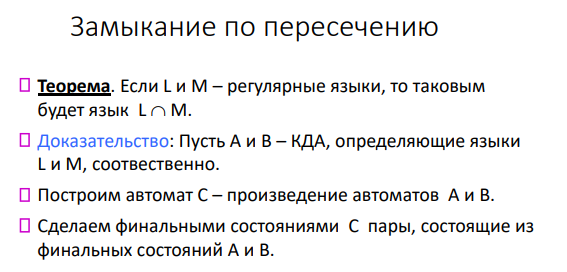 Замыкание по пересечению
Теорема. Если L и M – регулярные языки, то таковым
будет язык L ∩ M.
Доказательство: Пусть A и B – КДА, определяющие языки
L и M, соотвественно.
Построим автомат C – произведение автоматов A и B.
Сделаем финальными состояниями C пары, состоящие из
финальных состояний A и B.